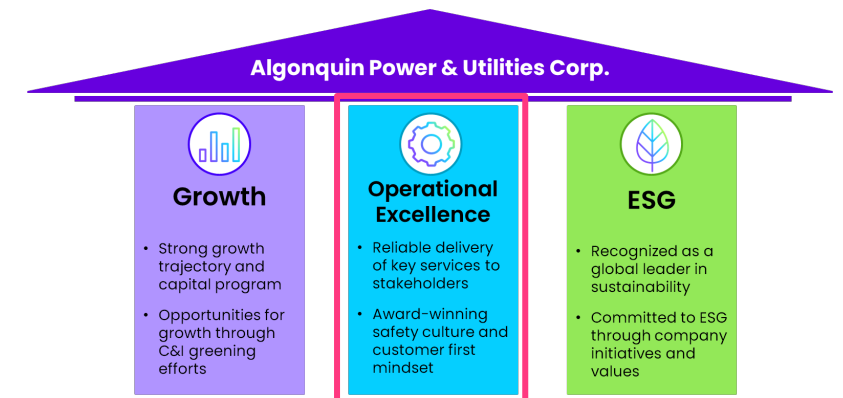 Algonquin Power & Utilities Corp.
Growth
• Strong growth
trajectory and
capital program
• Opportunities for
growth through
C&I greening
efforts
Operational
Excellence
• Reliable delivery
of key services to
stakeholders
• Award-winning
safety culture and
customer first
mindset
ESG
• Recognized as a
global leader in
sustainability
• Committed to ESG
through company
initiatives and
values